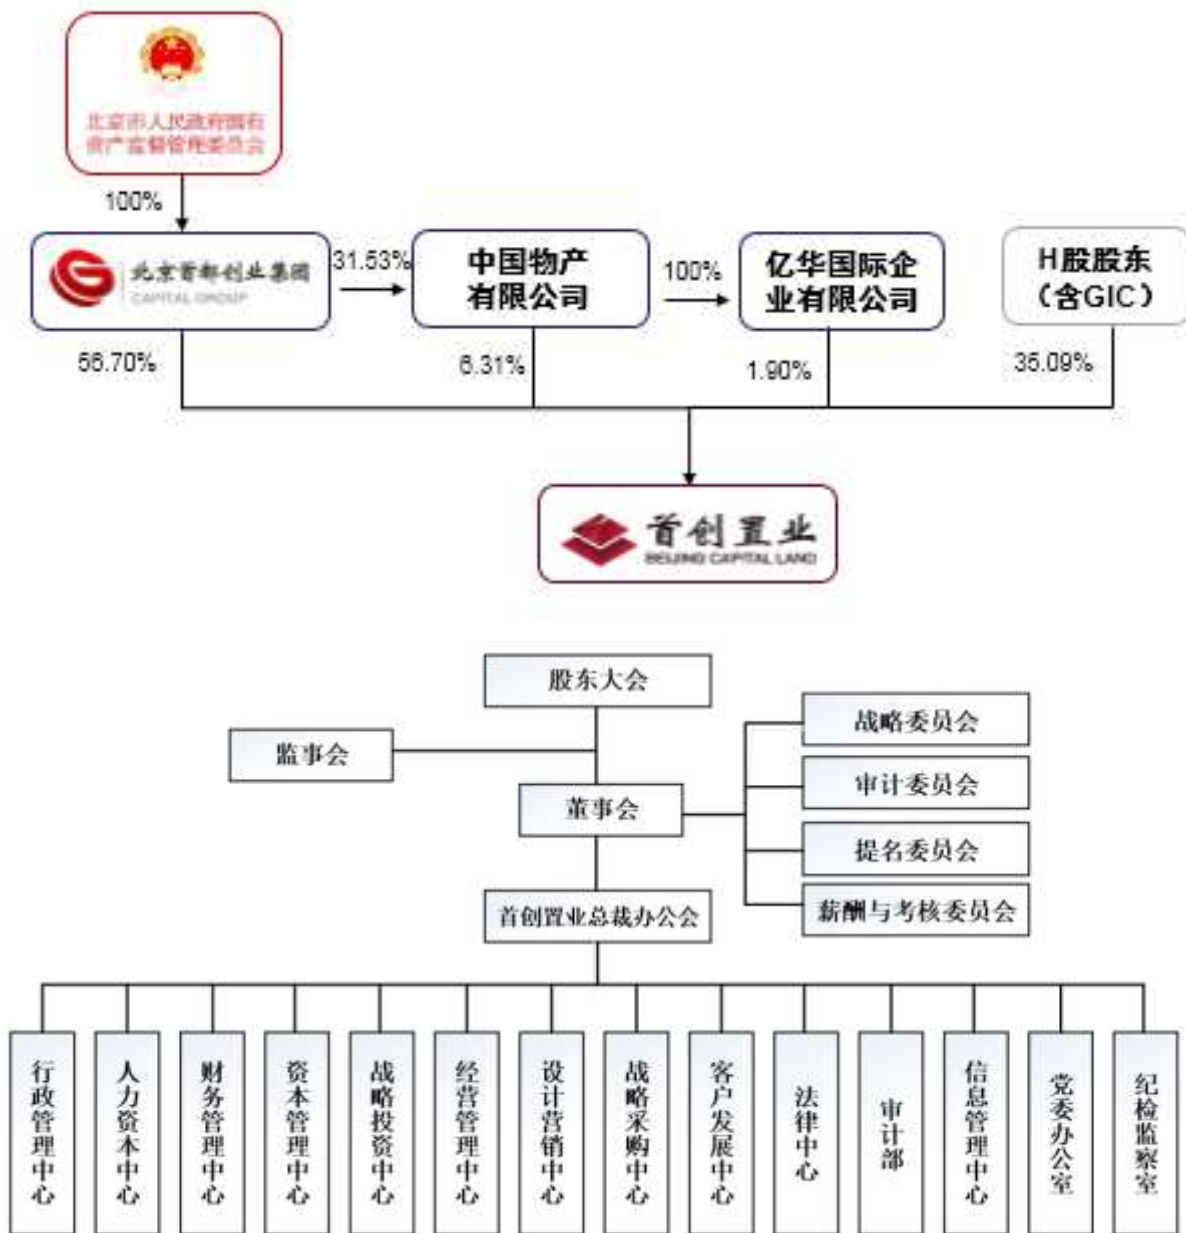 北京市人民政府国有
资产监督管理委员会
100%
北京首都创业集团
CAPITAL GROUP
31.53%
中国物产
有限公司
100%
亿华国际企
业有限公司
H股股东
（含GIC）
56.70%
6.31%
1.90%
35.09%
首创置业
BEIJING CAPITAL LAND
股东大会
监事会
董事会
战略委员会
审计委员会
提名委员会
薪酬与考核委员会
首创置业总裁办公会
行政管理中心
人力资本中心
财务管理中心
资本管理中心
战略投资中心
经营管理中心
设计营销中心
战略采购中心
客户发展中心
法律中心
审计部
信息管理中心
党委办公室
纪检监察室